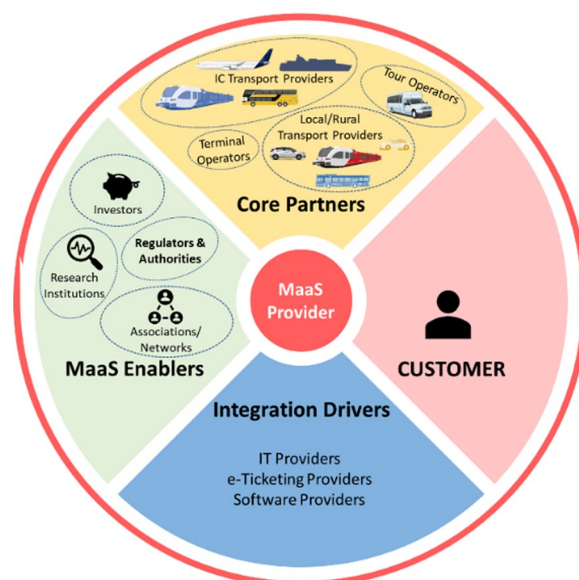 IC Transport Providers
Tour Operators
Local/Rural
Transport Providers
Terminal
Operators
Core Partners
Investors
Regulators &
Authorities
Research
Institutions
Associations/
Networks
MaaS Enablers
MaaS
Provider
CUSTOMER
Integration Drivers
IT Providers
e-Ticketing Providers
Software Providers